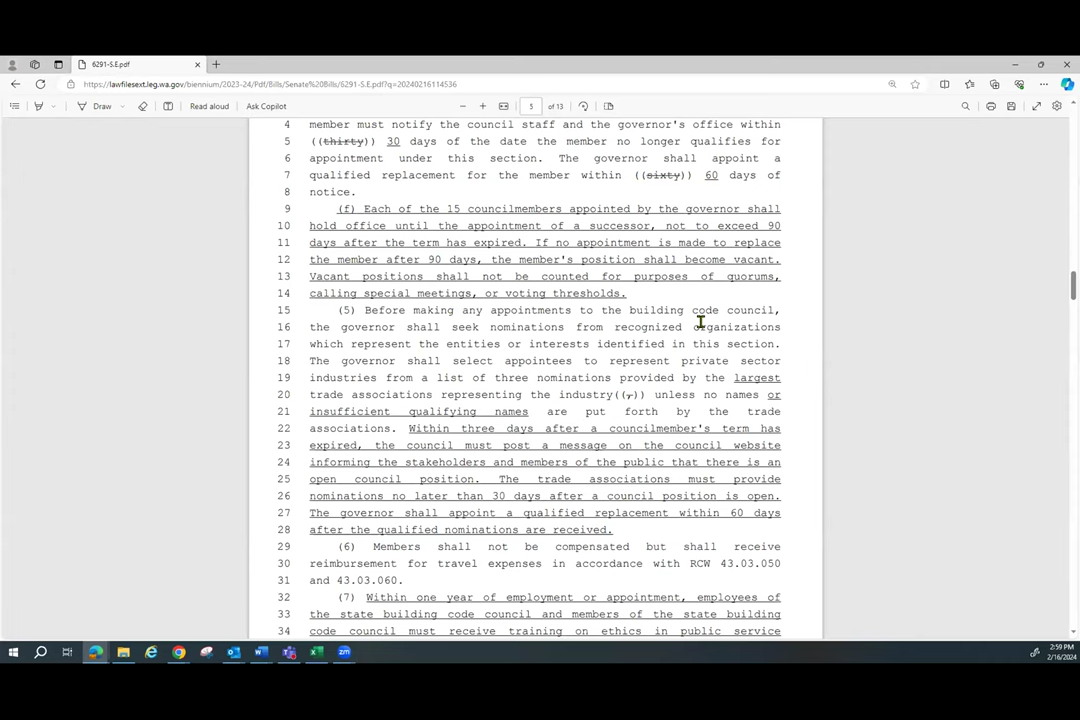 6291-S.E.pdf
https://lawfilesext.leg.wa.gov/biennium/2023-24/Pdf/Bills/Senate%20Bills/6291-S.E.pdf?q=20240216114536
Draw Read aloud Ask Copilot 5 of 13
4 member must notify the council staff and the governor's office within
5 ((thirty)) 30 days of the date the member no longer qualifies for
6 appointment under this section. The governor shall appoint a
7 qualified replacement for the member within ((sixty)) 60 days of
8 notice.
9 (f) Each of the 15 councilmembers appointed by the governor shall
10 hold office until the appointment of a successor, not to exceed 90
11 days after the term has expired. If no appointment is made to replace
12 the member after 90 days, the member's position shall become vacant.
13 Vacant positions shall not be counted for purposes of quorums,
14 calling special meetings, or voting thresholds.
15 (5) Before making any appointments to the building code council,
16 the governor shall seek nominations from recognized organizations
17 which represent the entities or interests identified in this section.
18 The governor shall select appointees to represent private sector
19 industries from a list of three nominations provided by the largest
20 trade associations representing the industry((,)) unless no names or
21 insufficient qualifying names are put forth by the trade
22 associations. Within three days after a councilmember's term has
23 expired, the council must post a message on the council website
24 informing the stakeholders and members of the public that there is an
25 open council position. The trade associations must provide
26 nominations no later than 30 days after a council position is open.
27 The governor shall appoint a qualified replacement within 60 days
28 after the qualified nominations are received.
29 (6) Members shall not be compensated but shall receive
30 reimbursement for travel expenses in accordance with RCW 43.03.050
31 and 43.03.060.
32 (7) Within one year of employment or appointment, employees of
33 the state building code council and members of the state building
34 code council must receive training on ethics in public service
2:59 PM
2/16/2024